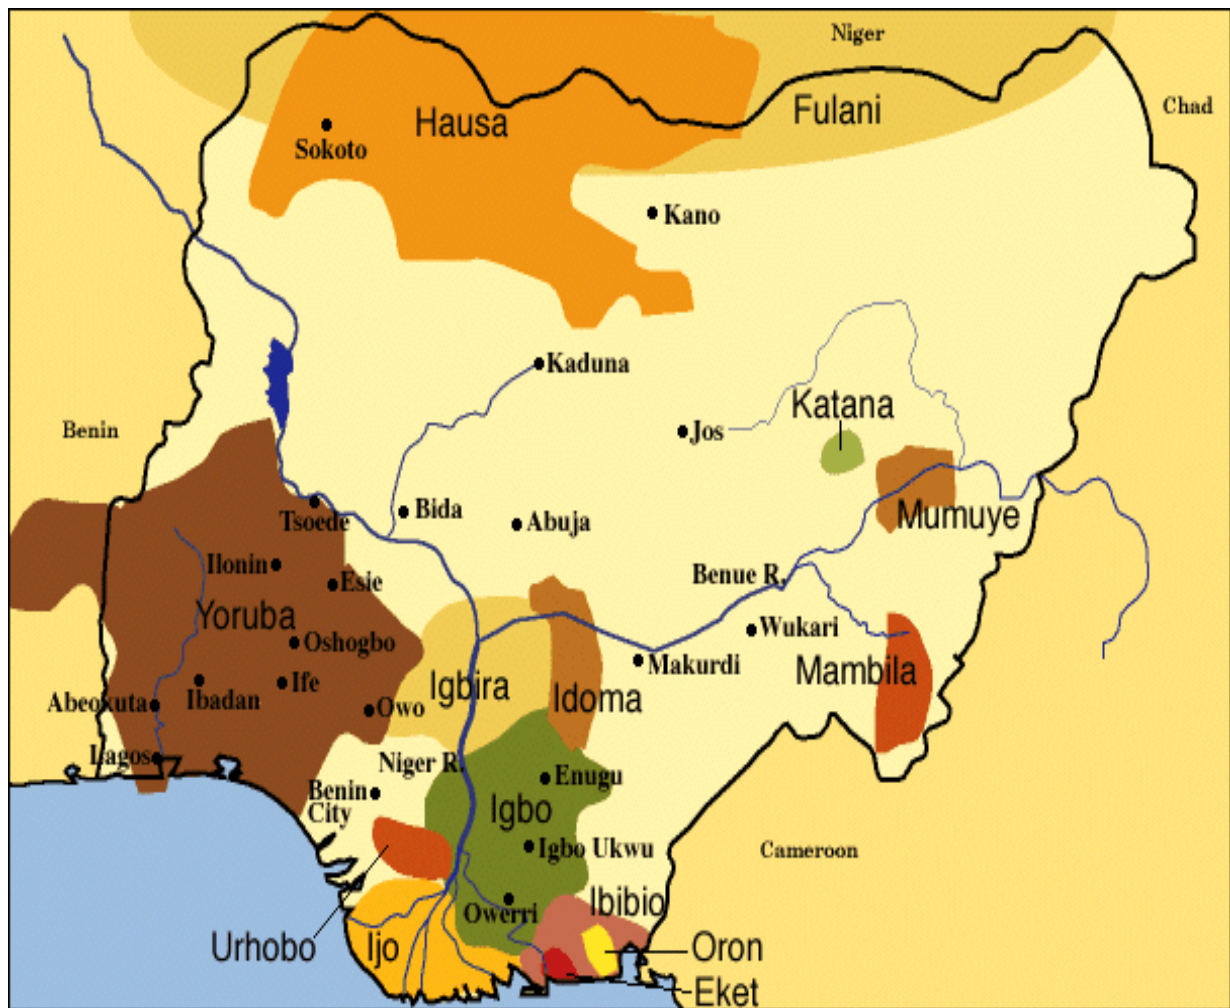 Niger
Chad
Hausa
Fulani
Sokoto
Kano
Kaduna
Katana
Benin
Jos
Bida
Abuja
Tsoede
Mumuye
Ilonin
Esie
Benue R.
Yoruba
Oshogbo
Wukari
Makurdi
Mambila
Igbira
Idoma
Ife
Ibadan
Abeokuta
Owo
Lagos
Niger R.
Enugu
Benin
City
Igbo
Igbo Ukwu
Cameroon
Ibibio
Owerri
Urhobo
Ijo
Oron
Eket